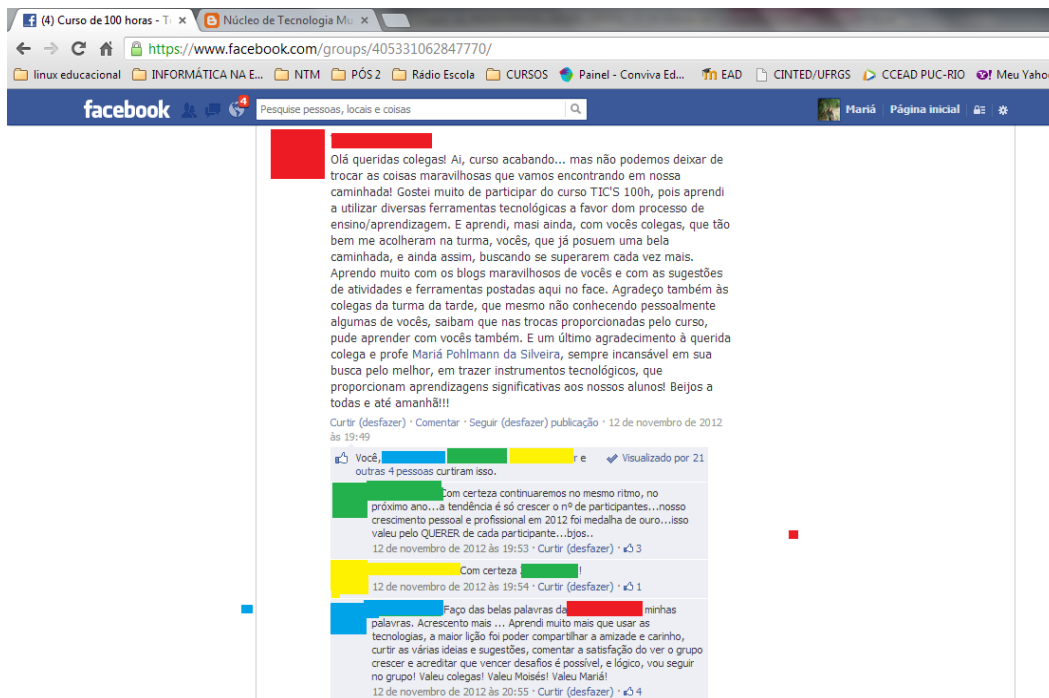 (4) Curso de 100 horas - T
Núcleo de Tecnologia Mu
https://www.facebook.com/groups/405331062847770/
linux educacional INFORMÁTICA NA E... NTM PÓS 2 Rádio Escola CURSOS Painel - Conviva Ed... EAD CINTED/UFRGS CCEAD PUC-RIO Meu Yaho
facebook 4 Pesquise pessoas, locais e coisas Mariá Página inicial
Olá queridas colegas! Ai, curso acabando... mas não podemos deixar de
trocar as coisas maravilhosas que vamos encontrando em nossa
caminhada! Gostei muito de participar do curso TIC'S 100h, pois aprendi
a utilizar diversas ferramentas tecnológicas a favor dom processo de
ensino/aprendizagem. E aprendi, masi ainda, com vocês colegas, que tão
bem me acolheram na turma, vocês, que já posuem uma bela
caminhada, e ainda assim, buscando se superarem cada vez mais.
Aprendo muito com os blogs maravilhosos de vocês e com as sugestões
de atividades e ferramentas postadas aqui no face. Agradeço também às
colegas da turma da tarde, que mesmo não conhecendo pessoalmente
algumas de vocês, saibam que nas trocas proporcionadas pelo curso,
pude aprender com vocês também. E um último agradecimento à querida
colega e profe Mariá Pohlmann da Silveira, sempre incansável em sua
busca pelo melhor, em trazer instrumentos tecnológicos, que
proporcionam aprendizagens significativas aos nossos alunos! Beijos a
todas e até amanhã!!!
Curtir (desfazer) · Comentar · Seguir (desfazer) publicação · 12 de novembro de 2012
às 19:49
Você, r e Visualizado por 21
outras 4 pessoas curtiram isso.
Com certeza continuaremos no mesmo ritmo, no
próximo ano...a tendência é só crescer o nº de participantes...nosso
crescimento pessoal e profissional em 2012 foi medalha de ouro...isso
valeu pelo QUERER de cada participante...bjos..
12 de novembro de 2012 às 19:53 · Curtir (desfazer) · 3
Com certeza !
12 de novembro de 2012 às 19:54 · Curtir (desfazer) · 1
Faço das belas palavras da minhas
palavras. Acrescento mais ... Aprendi muito mais que usar as
tecnologias, a maior lição foi poder compartilhar a amizade e carinho,
curtir as várias ideias e sugestões, comentar a satisfação do ver o grupo
crescer e acreditar que vencer desafios é possível, e lógico, vou seguir
no grupo! Valeu colegas! Valeu Moisés! Valeu Mariá!
12 de novembro de 2012 às 20:55 · Curtir (desfazer) · 4